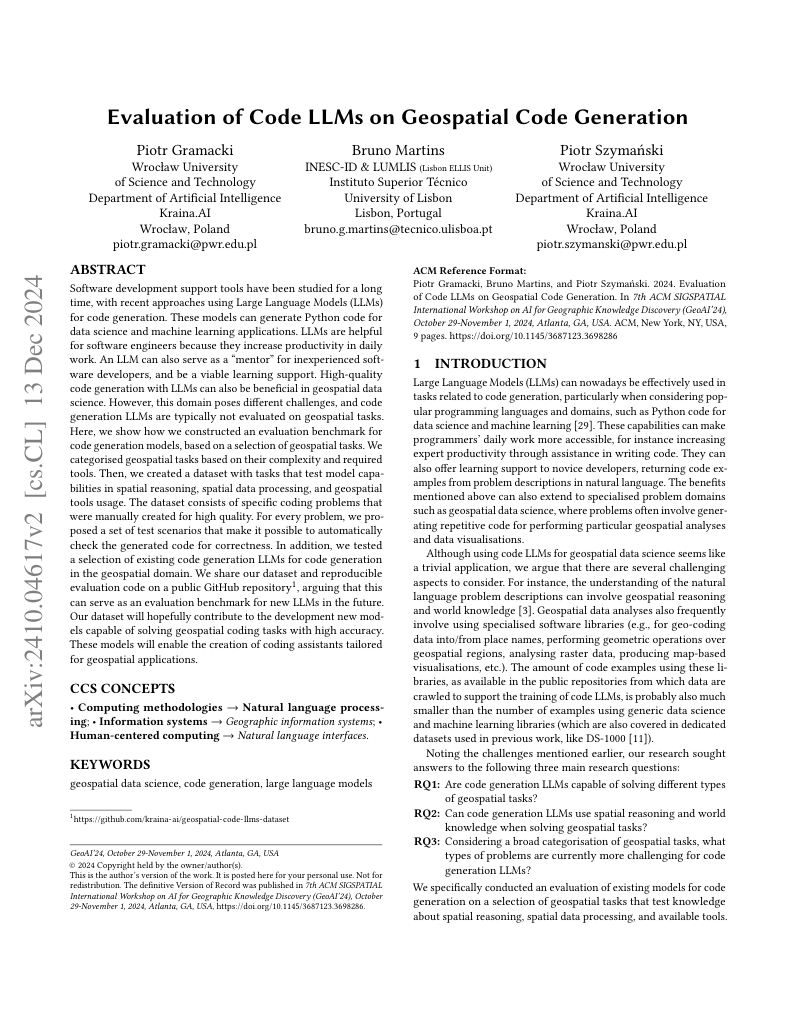 Evaluation of Code LLMs on Geospatial Code Generation
Piotr Gramacki
Wrocław University
of Science and Technology
Department of Artificial Intelligence
Kraina.AI
Wrocław, Poland
piotr.gramacki@pwr.edu.pl
Bruno Martins
INESC-ID & LUMLIS (Lisbon ELLIS Unit)
Instituto Superior Técnico
University of Lisbon
Lisbon, Portugal
bruno.g.martins@tecnico.ulisboa.pt
Piotr Szymański
Wrocław University
of Science and Technology
Department of Artificial Intelligence
Kraina.AI
Wrocław, Poland
piotr.szymanski@pwr.edu.pl
arXiv:2410.04617v2 [cs.CL] 13 Dec 2024
ABSTRACT
Software development support tools have been studied for a long
time, with recent approaches using Large Language Models (LLMs)
for code generation. These models can generate Python code for
data science and machine learning applications. LLMs are helpful
for software engineers because they increase productivity in daily
work. An LLM can also serve as a “mentor” for inexperienced soft-
ware developers, and be a viable learning support. High-quality
code generation with LLMs can also be beneficial in geospatial data
science. However, this domain poses different challenges, and code
generation LLMs are typically not evaluated on geospatial tasks.
Here, we show how we constructed an evaluation benchmark for
code generation models, based on a selection of geospatial tasks. We
categorised geospatial tasks based on their complexity and required
tools. Then, we created a dataset with tasks that test model capa-
bilities in spatial reasoning, spatial data processing, and geospatial
tools usage. The dataset consists of specific coding problems that
were manually created for high quality. For every problem, we pro-
posed a set of test scenarios that make it possible to automatically
check the generated code for correctness. In addition, we tested
a selection of existing code generation LLMs for code generation
in the geospatial domain. We share our dataset and reproducible
evaluation code on a public GitHub repository1, arguing that this
can serve as an evaluation benchmark for new LLMs in the future.
Our dataset will hopefully contribute to the development new mod-
els capable of solving geospatial coding tasks with high accuracy.
These models will enable the creation of coding assistants tailored
for geospatial applications.
CCS CONCEPTS
• Computing methodologies → Natural language process-
ing; • Information systems → Geographic information systems; •
Human-centered computing → Natural language interfaces.
KEYWORDS
geospatial data science, code generation, large language models
1https://github.com/kraina-ai/geospatial-code-llms-dataset
GeoAI’24, October 29-November 1, 2024, Atlanta, GA, USA
© 2024 Copyright held by the owner/author(s).
This is the author’s version of the work. It is posted here for your personal use. Not for
redistribution. The definitive Version of Record was published in 7th ACM SIGSPATIAL
International Workshop on AI for Geographic Knowledge Discovery (GeoAI’24), October
29-November 1, 2024, Atlanta, GA, USA, https://doi.org/10.1145/3687123.3698286.
ACM Reference Format:
Piotr Gramacki, Bruno Martins, and Piotr Szymański. 2024. Evaluation
of Code LLMs on Geospatial Code Generation. In 7th ACM SIGSPATIAL
International Workshop on AI for Geographic Knowledge Discovery (GeoAI’24),
October 29-November 1, 2024, Atlanta, GA, USA. ACM, New York, NY, USA,
9 pages. https://doi.org/10.1145/3687123.3698286
1 INTRODUCTION
Large Language Models (LLMs) can nowadays be effectively used in
tasks related to code generation, particularly when considering pop-
ular programming languages and domains, such as Python code for
data science and machine learning [29]. These capabilities can make
programmers’ daily work more accessible, for instance increasing
expert productivity through assistance in writing code. They can
also offer learning support to novice developers, returning code ex-
amples from problem descriptions in natural language. The benefits
mentioned above can also extend to specialised problem domains
such as geospatial data science, where problems often involve gener-
ating repetitive code for performing particular geospatial analyses
and data visualisations.
Although using code LLMs for geospatial data science seems like
a trivial application, we argue that there are several challenging
aspects to consider. For instance, the understanding of the natural
language problem descriptions can involve geospatial reasoning
and world knowledge [3]. Geospatial data analyses also frequently
involve using specialised software libraries (e.g., for geo-coding
data into/from place names, performing geometric operations over
geospatial regions, analysing raster data, producing map-based
visualisations, etc.). The amount of code examples using these li-
braries, as available in the public repositories from which data are
crawled to support the training of code LLMs, is probably also much
smaller than the number of examples using generic data science
and machine learning libraries (which are also covered in dedicated
datasets used in previous work, like DS-1000 [11]).
Noting the challenges mentioned earlier, our research sought
answers to the following three main research questions:
RQ1: Are code generation LLMs capable of solving different types
of geospatial tasks?
RQ2: Can code generation LLMs use spatial reasoning and world
knowledge when solving geospatial tasks?
RQ3: Considering a broad categorisation of geospatial tasks, what
types of problems are currently more challenging for code
generation LLMs?
We specifically conducted an evaluation of existing models for code
generation on a selection of geospatial tasks that test knowledge
about spatial reasoning, spatial data processing, and available tools.